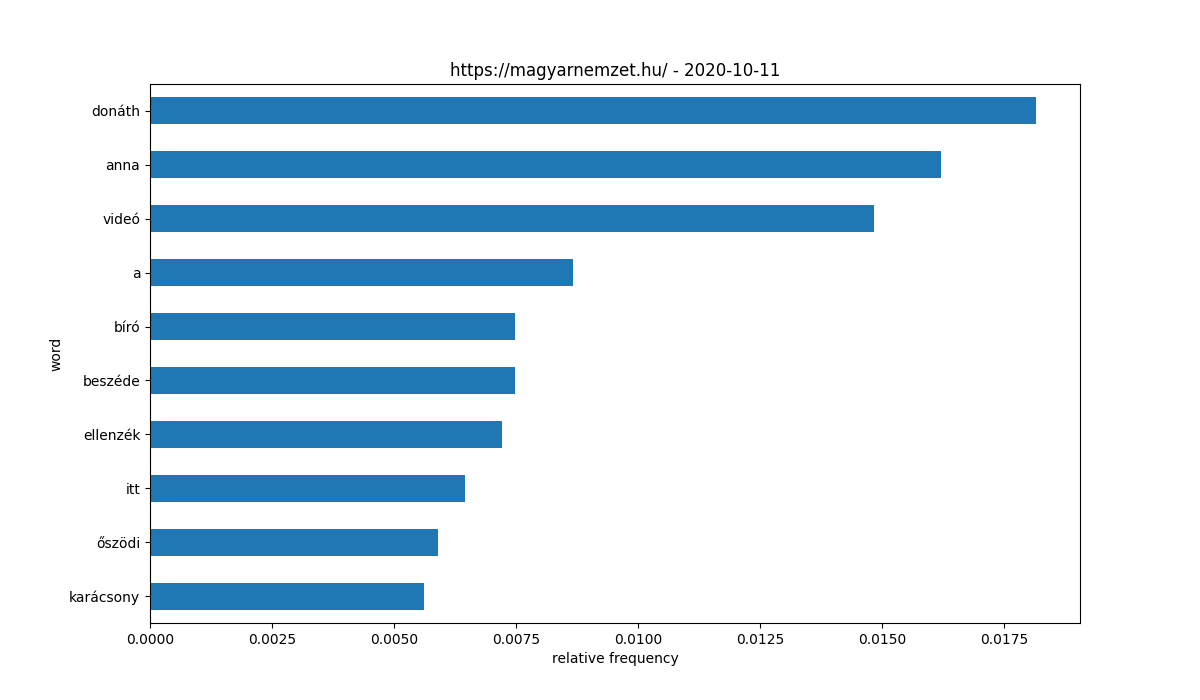 https://magyarnemzet.hu/ - 2020-10-11
donáth
anna
videó
a
bíró
beszéde
ellenzék
itt
őszödi
karácsony
word
0.0000 0.0025 0.0050 0.0075 0.0100 0.0125 0.0150 0.0175
relative frequency